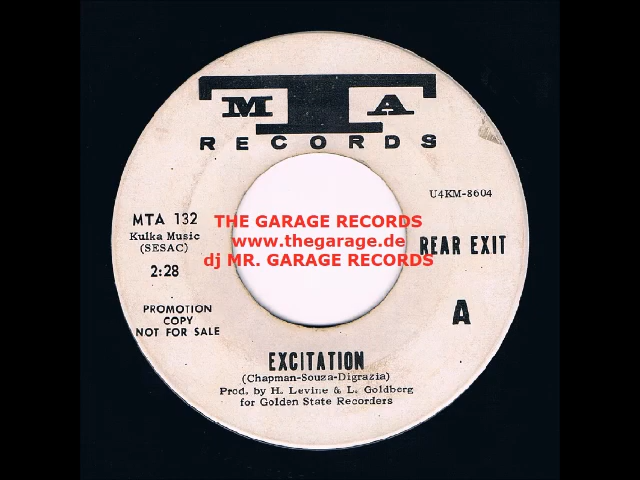 MTA
RECORDS
U4KM-8604
MTA 132
Kulka Music
(SESAC)
2:28
THE GARAGE RECORDS
www.thegarage.de
dj MR. GARAGE RECORDS
REAR EXIT
A
PROMOTION
COPY
NOT FOR SALE
EXCITATION
(Chapman-Souza-Digrazia)
Prod. by H. Levine & L. Goldberg
for Golden State Recorders